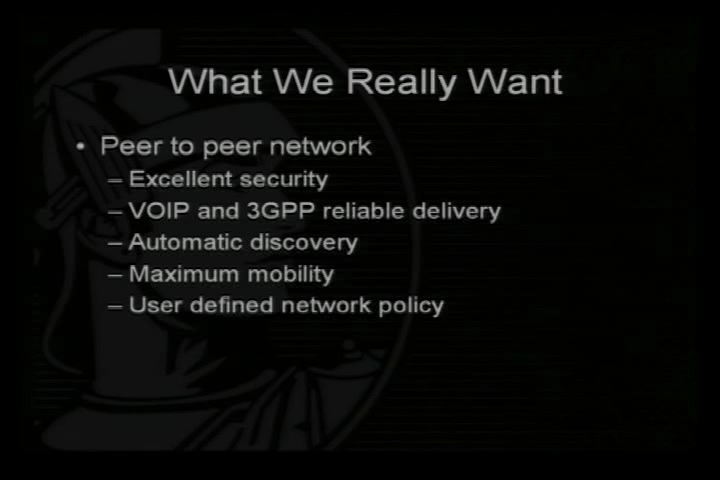 What We Really Want
• Peer to peer network
– Excellent security
– VOIP and 3GPP reliable delivery
– Automatic discovery
– Maximum mobility
– User defined network policy